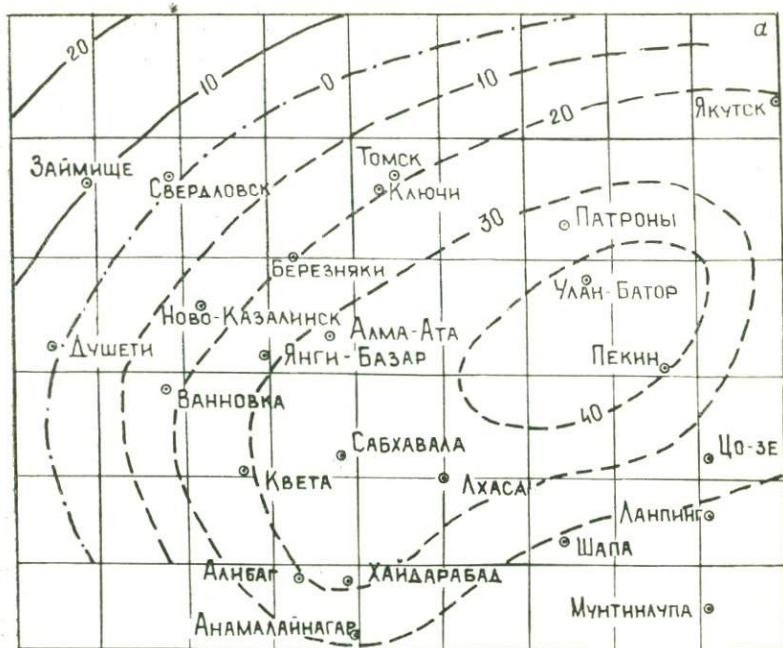 а
20
10
0
10
20
Якутск
Займище
Свердловск
Томск
Ключи
30
Патроны
Березняки
Улан-Батор
Ново-Казалинск
Алма-Ата
Душети
Янги-Базар
Пекин
Ванновка
40
Сабхавала
Цо-зе
Квета
Лхаса
Ланпинг
Шапа
Алибаг
Хайдарабад
Мунтинлупа
Анамалайнагар